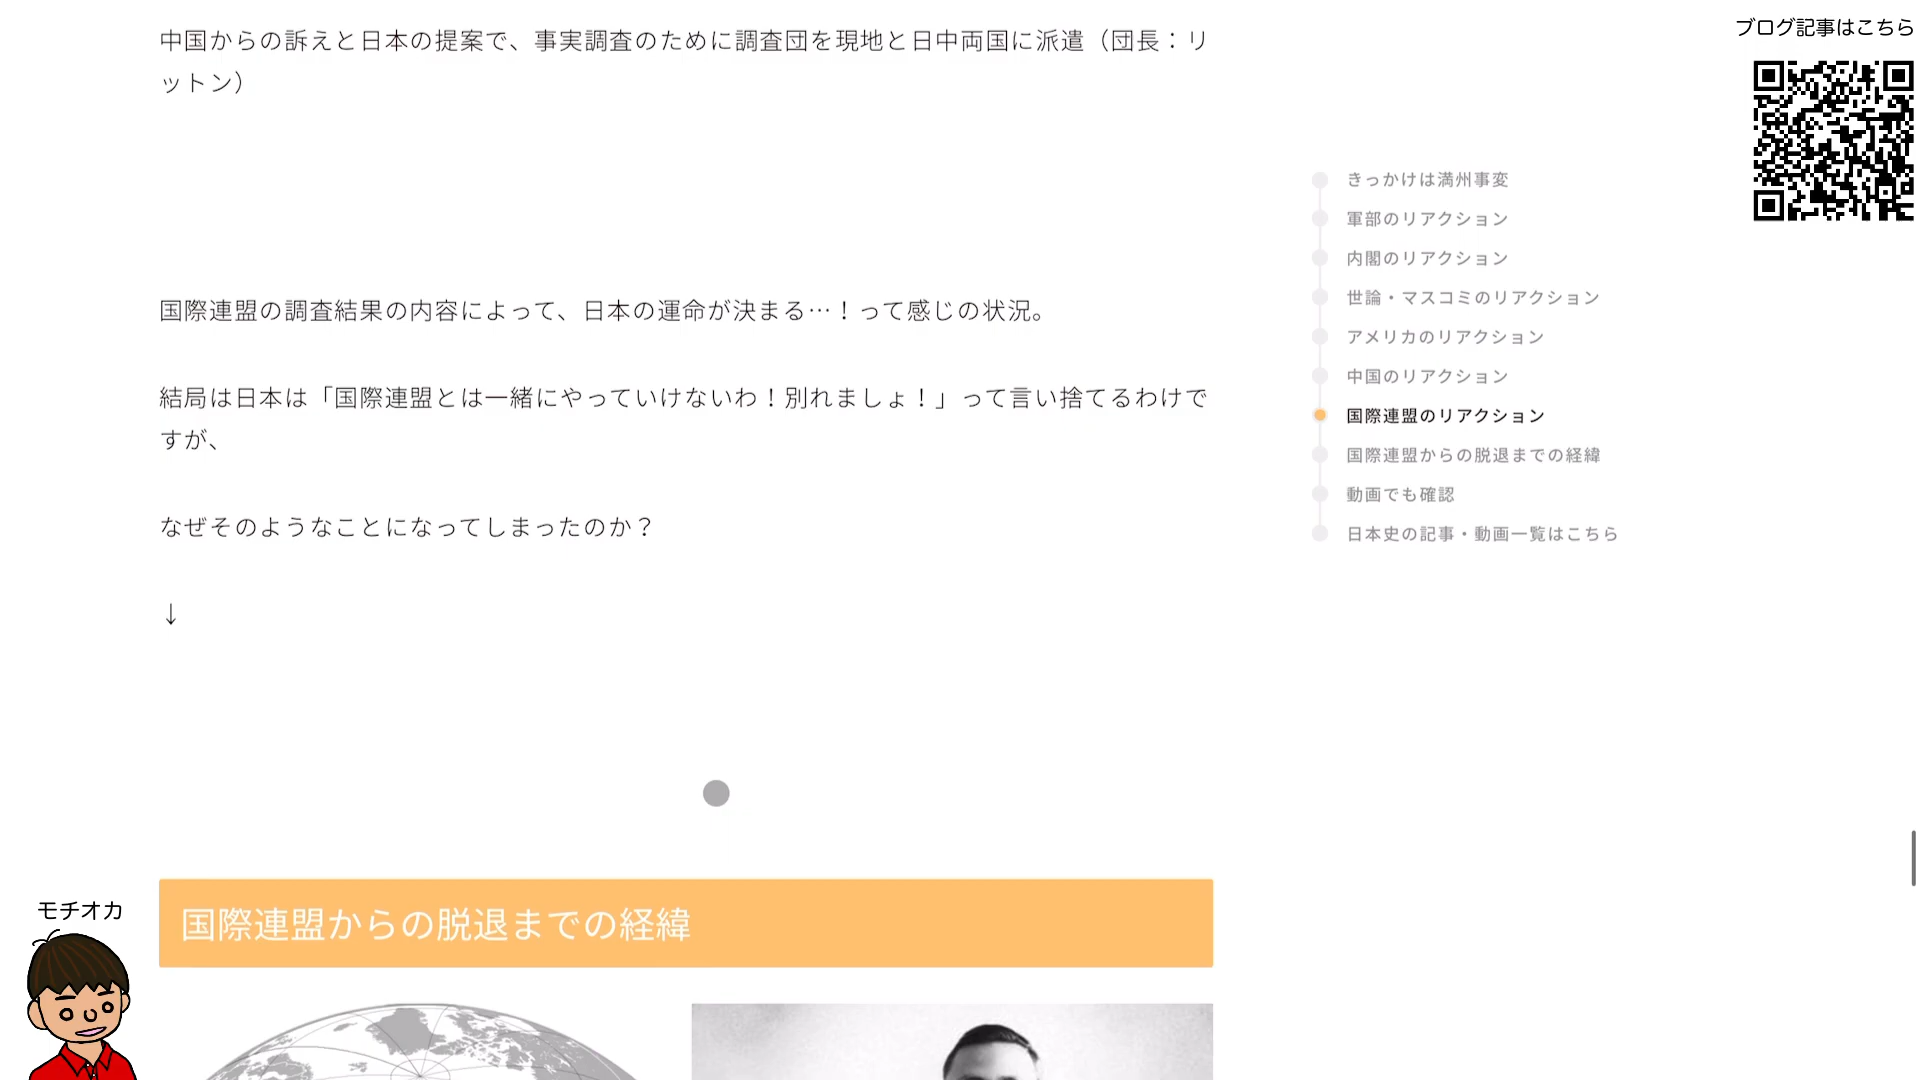 中国からの訴えと日本の提案で、事実調査のために調査団を現地と日中両国に派遣（団長：リ
ットン）
国際連盟の調査結果の内容によって、日本の運命が決まる…！って感じの状況。
結局は日本は「国際連盟とは一緒にやっていけないわ！別れましょ！」って言い捨てるわけで
すが、
なぜそのようなことになってしまったのか？
↓
国際連盟からの脱退までの経緯
モチオカ
きっかけは満州事変
軍部のリアクション
内閣のリアクション
世論・マスコミのリアクション
アメリカのリアクション
中国のリアクション
国際連盟のリアクション
国際連盟からの脱退までの経緯
動画でも確認
日本史の記事・動画一覧はこちら
ブログ記事はこちら